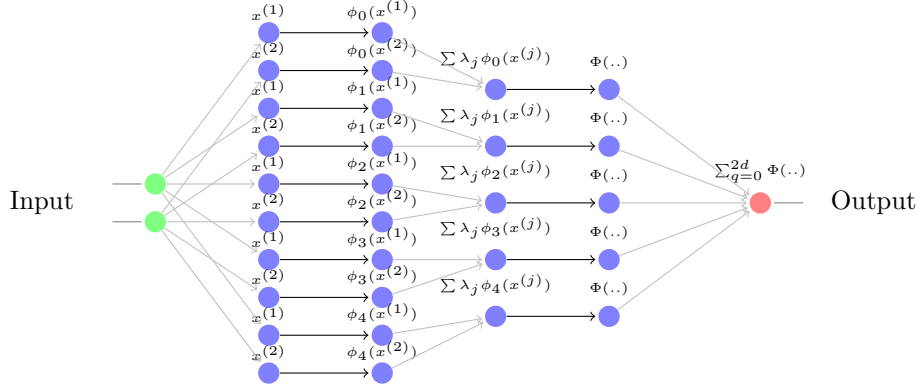 x^{(1)} ϕ_0(x^{(1)})
x^{(2)} ϕ_0(x^{(2)}) ∑ λ_j ϕ_0(x^{(j)}) Φ(..)
x^{(1)} ϕ_1(x^{(1)})
x^{(2)} ϕ_1(x^{(2)}) ∑ λ_j ϕ_1(x^{(j)}) Φ(..)
x^{(1)} ϕ_2(x^{(1)}) ∑ λ_j ϕ_2(x^{(j)}) Φ(..) ∑_{q=0}^{2d} Φ(..)
Input x^{(2)} ϕ_2(x^{(2)}) Output
x^{(1)} ϕ_3(x^{(1)}) ∑ λ_j ϕ_3(x^{(j)}) Φ(..)
x^{(2)} ϕ_3(x^{(2)}) ∑ λ_j ϕ_4(x^{(j)}) Φ(..)
x^{(1)} ϕ_4(x^{(1)})
x^{(2)} ϕ_4(x^{(2)})